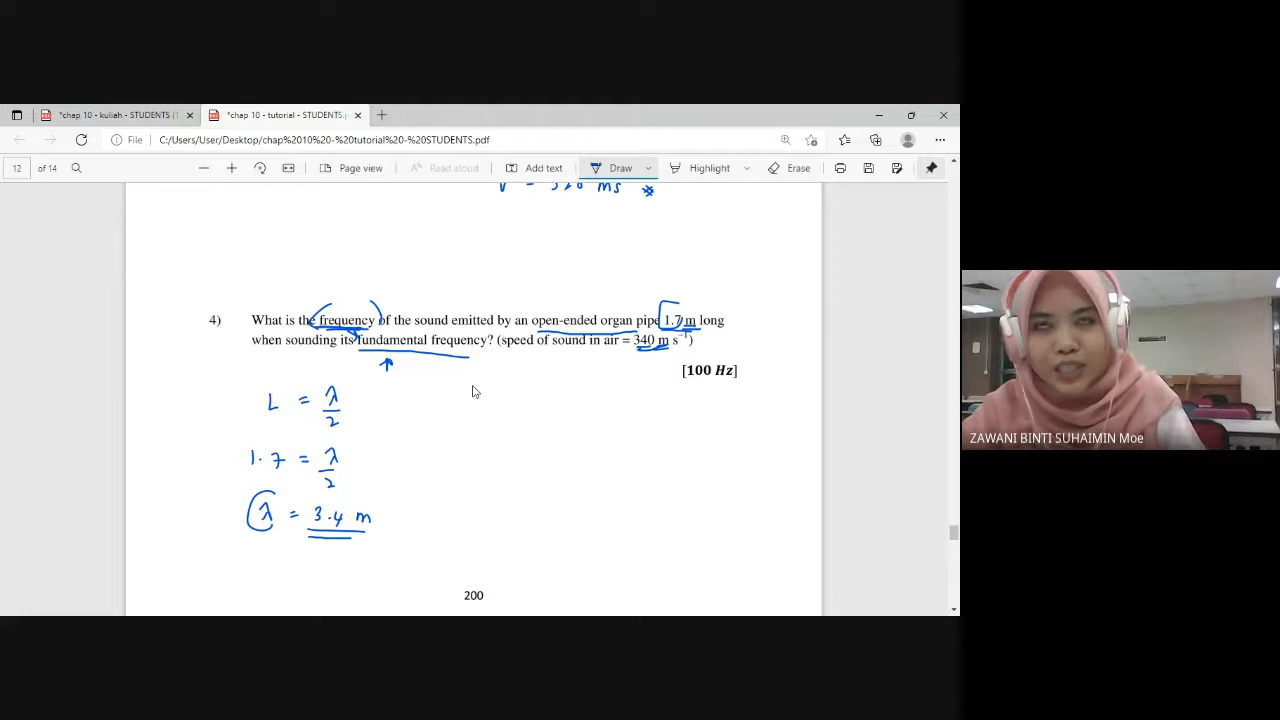 *chap 10 - kuliah - STUDENTS (1
*chap 10 - tutorial - STUDENTS.p
File
C:/Users/User/Desktop/chap%2010%20-%20tutorial%20-%20STUDENTS.pdf
12 of 14
Page view
Read aloud
Add text
Draw
Highlight
Erase
4) What is the frequency of the sound emitted by an open-ended organ pipe 1.7 m long
when sounding its fundamental frequency? (speed of sound in air = 340 m s⁻¹)
[100 Hz]
L = λ/2
1.7 = λ/2
λ = 3.4 m
200
ZAWANI BINTI SUHAIMIN Moe